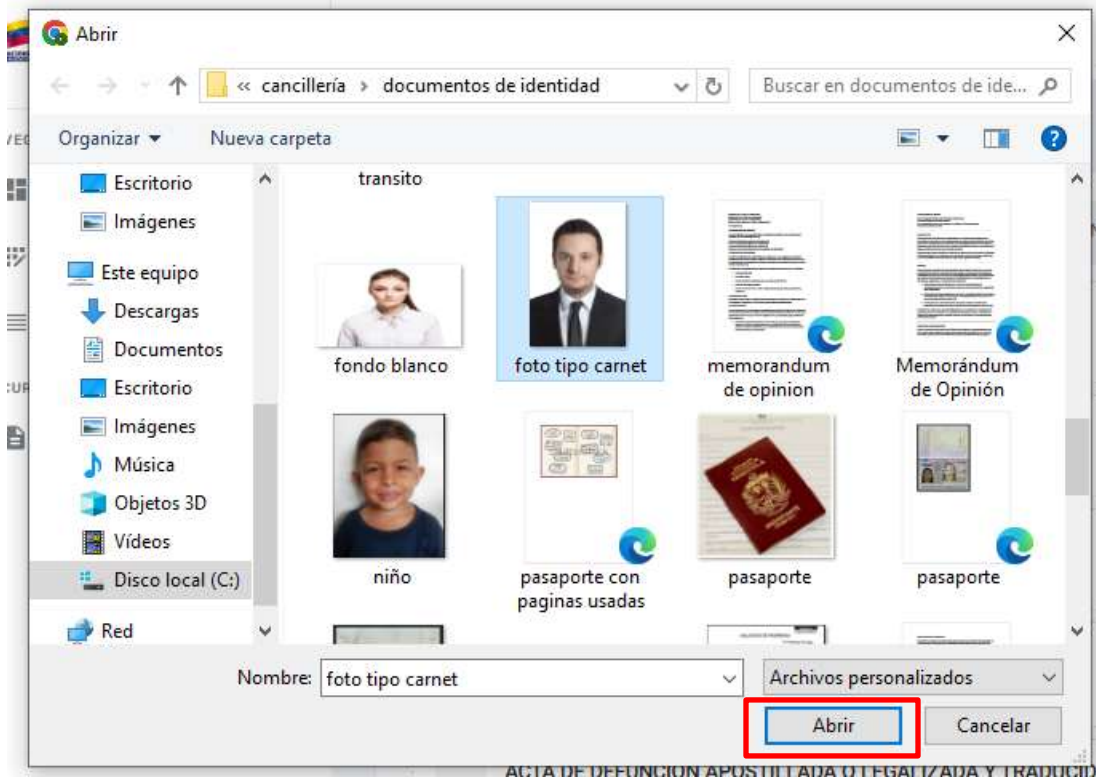 Abrir
« cancillería › documentos de identidad
Buscar en documentos de ide...
Organizar
Nueva carpeta
Escritorio
Imágenes
Este equipo
Descargas
Documentos
Escritorio
Imágenes
Música
Objetos 3D
Vídeos
Disco local (C:)
Red
transito
fondo blanco
foto tipo carnet
memorandum
de opinion
Memorándum
de Opinión
niño
pasaporte con
paginas usadas
pasaporte
pasaporte
Nombre:
foto tipo carnet
Archivos personalizados
Abrir
Cancelar
ACTA DE DEFUNCIÓN APOSTILLADA O LEGALIZADA Y